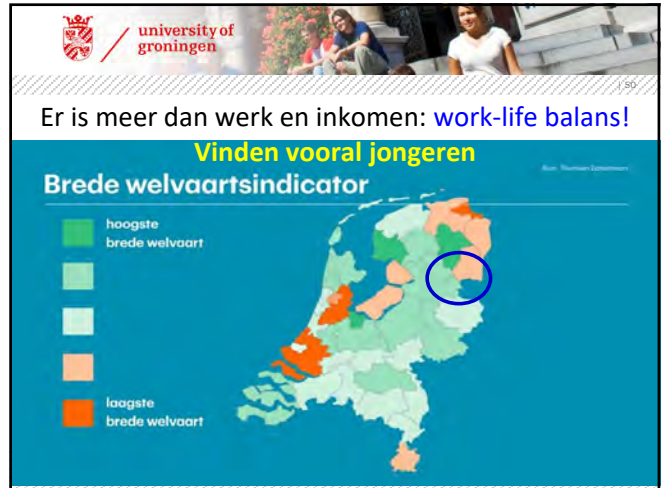 university of
groningen
| 50
Er is meer dan werk en inkomen: work-life balans!
Vinden vooral jongeren
Brede welvaartsindicator
hoogste
brede welvaart
laagste
brede welvaart